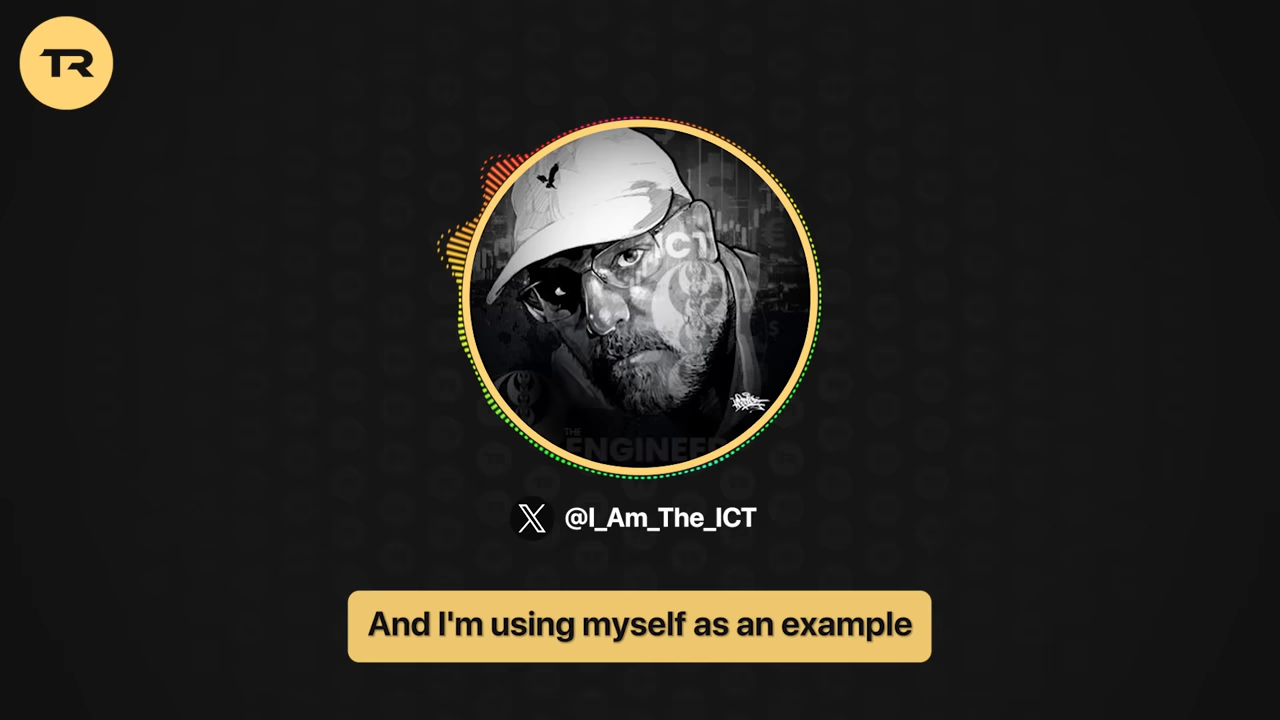 TR
ICT
THE
ENGINEER
@I_Am_The_ICT
And I'm using myself as an example